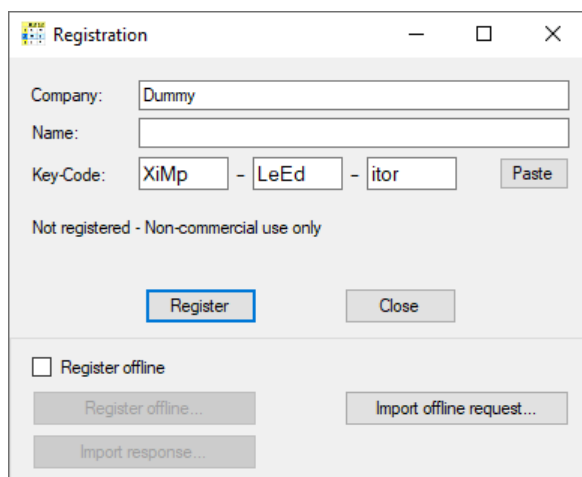 Registration
Company: Dummy
Name:
Key-Code: XiMp - LeEd - itor Paste
Not registered - Non-commercial use only
Register Close
Register offline
Register offline... Import offline request...
Import response...